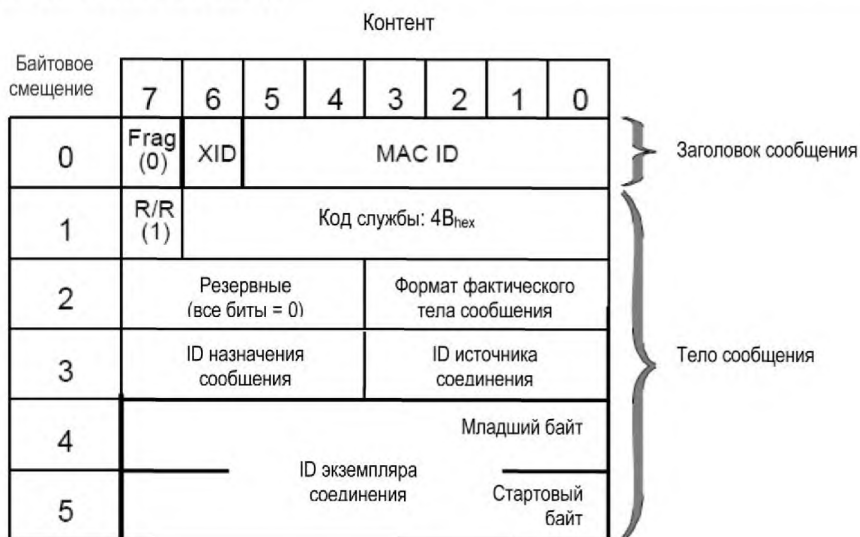 Контент
Байтовое
смещение
7 6 5 4 3 2 1 0
0
Frag
(0)
XID
MAC ID
Заголовок сообщения
1
R/R
(1)
Код службы: 4Bhex
2
Резервные
(все биты = 0)
Формат фактического
тела сообщения
3
ID назначения
сообщения
ID источника
соединения
Тело сообщения
4
Младший байт
ID экземпляра
соединения
5
Стартовый
байт